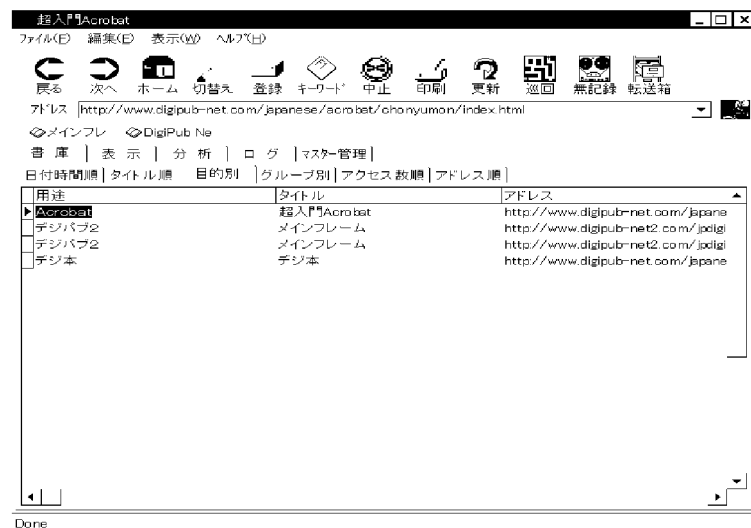 超入門Acrobat
ファイル(F) 編集(E) 表示(W) ヘルプ(H)
戻る 次へ ホーム 切替え 登録 キーワード 中止 印刷 更新 巡回 無記録 転送箱
アドレス http://www.digipub-net.com/japanese/acrobat/chonyumon/index.html
メインフレ DigiPub Ne
書 庫 表 示 分 析 ロ グ マスター管理
日付時間順 タイトル順 目的別 グループ別 アクセス数順 アドレス順
用途 タイトル アドレス
Acrobat 超入門Acrobat http://www.digipub-net.com/japane
デジパブ2 メインフレーム http://www.digipub-net2.com/jpdigi
デジパブ2 メインフレーム http://www.digipub-net2.com/jpdigi
デジ本 デジ本 http://www.digipub-net.com/japane
Done